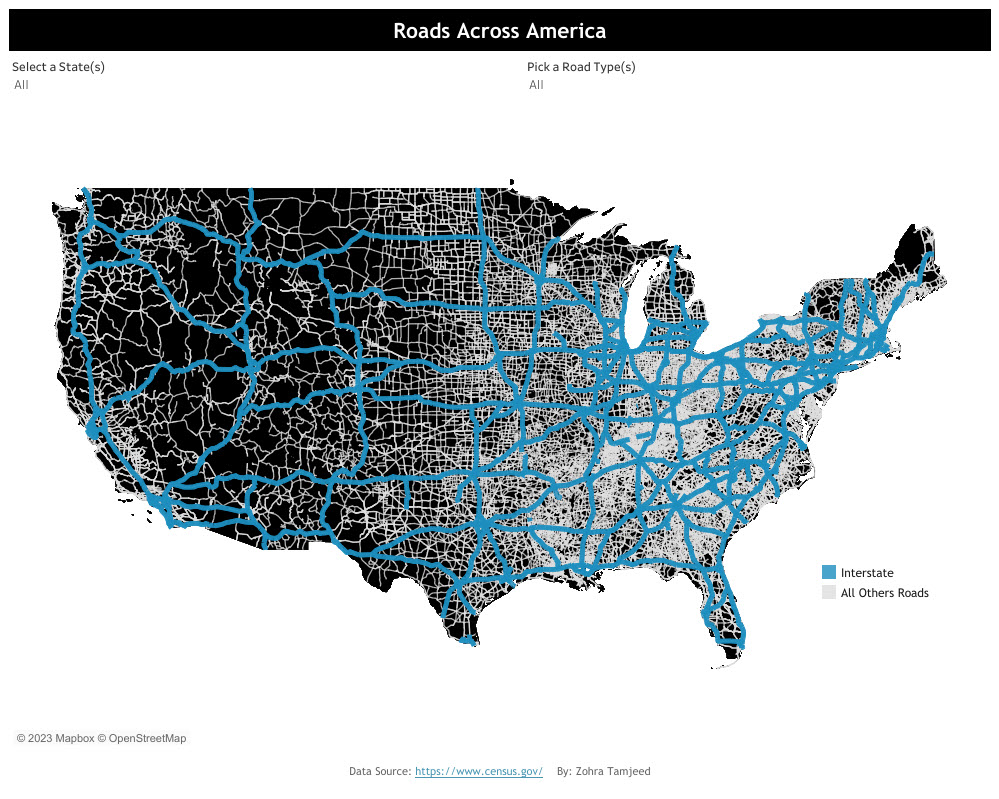 Roads Across America
Select a State(s)
Pick a Road Type(s)
All
All
Interstate
All Others Roads
© 2023 Mapbox © OpenStreetMap
Data Source: https://www.census.gov/ By: Zohra Tamjeed